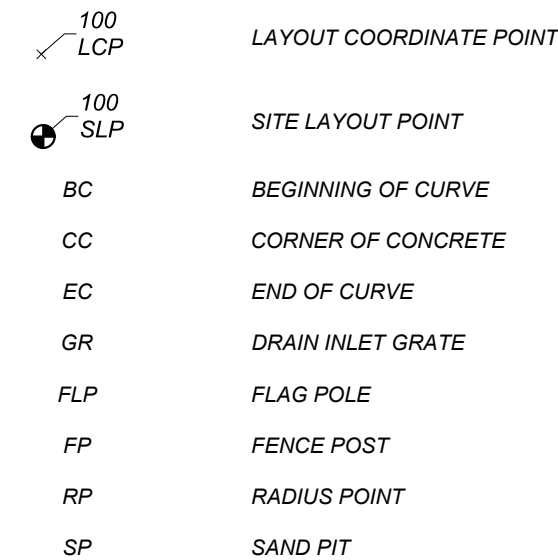 100
LCP LAYOUT COORDINATE POINT
100
SLP SITE LAYOUT POINT
BC BEGINNING OF CURVE
CC CORNER OF CONCRETE
EC END OF CURVE
GR DRAIN INLET GRATE
FLP FLAG POLE
FP FENCE POST
RP RADIUS POINT
SP SAND PIT